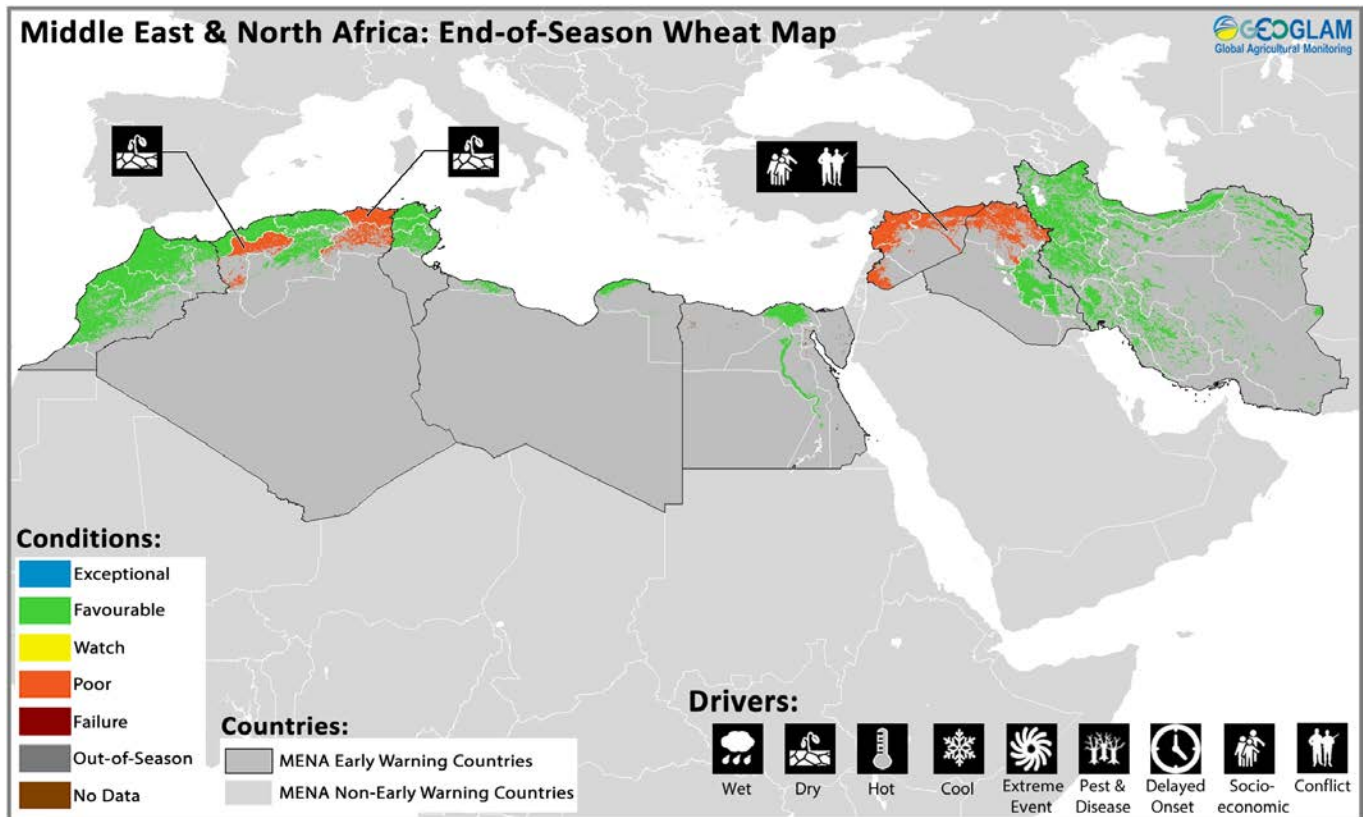 Middle East & North Africa: End-of-Season Wheat Map
GEOGLAM
Global Agricultural Monitoring
Conditions:
Exceptional
Favourable
Watch
Poor
Failure
Out-of-Season
No Data
Countries:
MENA Early Warning Countries
MENA Non-Early Warning Countries
Drivers:
Wet
Dry
Hot
Cool
Extreme
Event
Pest &
Disease
Delayed
Onset
Socio-
economic
Conflict